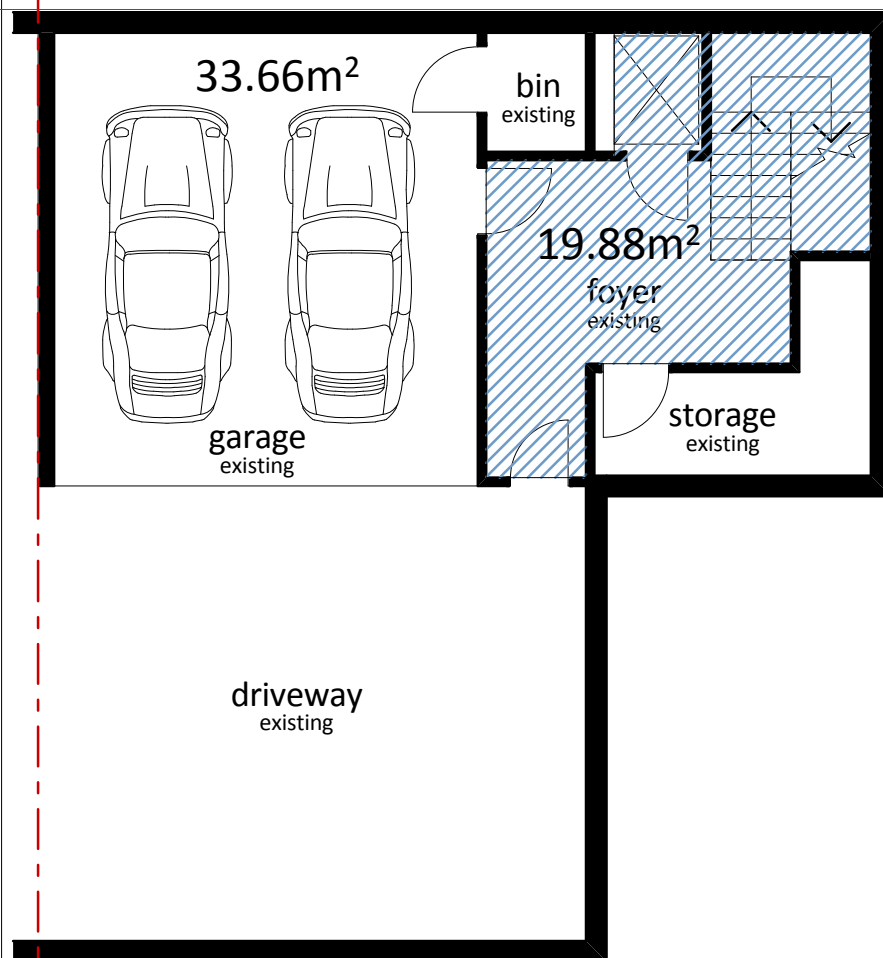 33.66m²
bin
existing
19.88m²
foyer
existing
storage
existing
garage
existing
driveway
existing